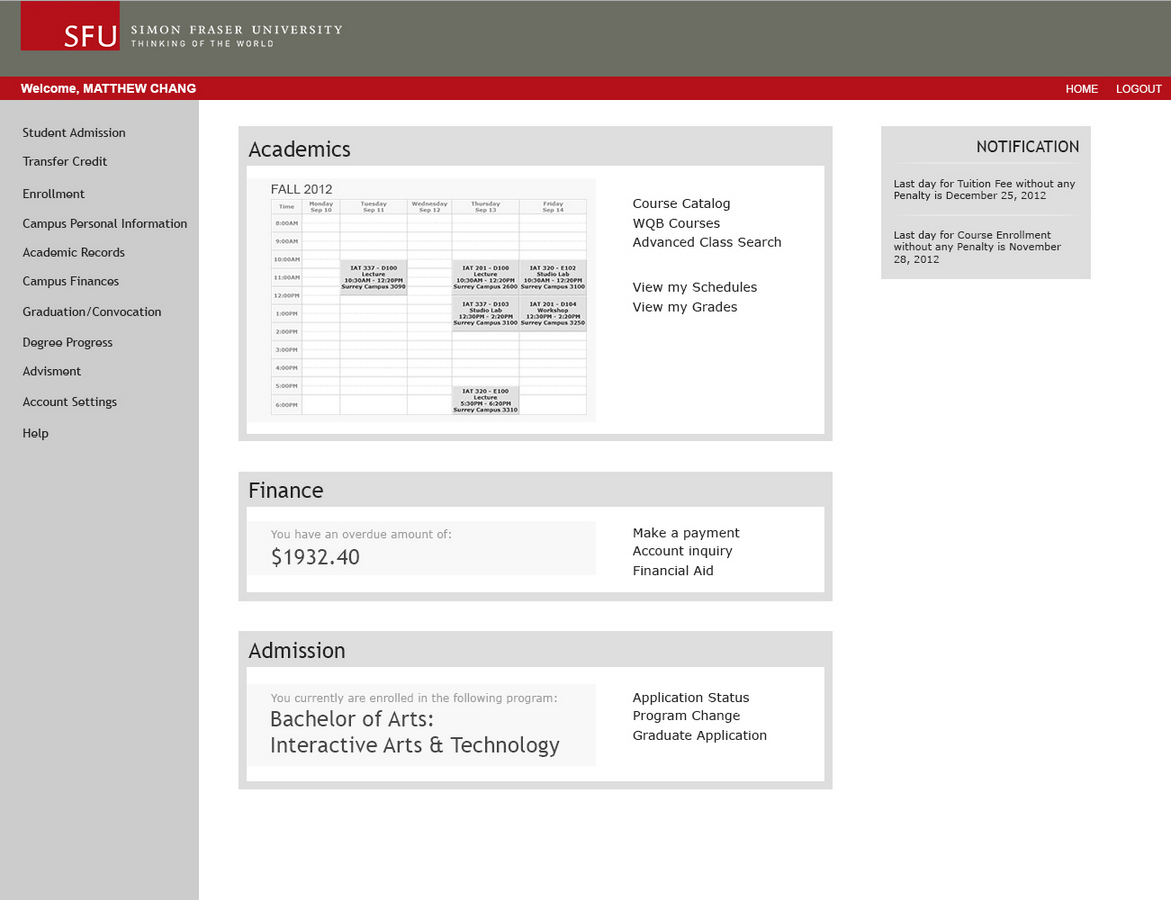 SFU
SIMON FRASER UNIVERSITY
THINKING OF THE WORLD
Welcome, MATTHEW CHANG
HOME
LOGOUT
Student Admission
Transfer Credit
Enrollment
Campus Personal Information
Academic Records
Campus Finances
Graduation/Convocation
Degree Progress
Advisment
Account Settings
Help
Academics
FALL 2012
Time
Monday
Sep 10
Tuesday
Sep 11
Wednesday
Sep 12
Thursday
Sep 13
Friday
Sep 14
8:00AM
9:00AM
10:00AM
11:00AM
12:00PM
1:00PM
2:00PM
3:00PM
4:00PM
5:00PM
6:00PM
IAT 337 - D100
Lecture
10:30AM - 12:20PM
Surrey Campus 3090
IAT 201 - D100
Lecture
10:30AM - 12:20PM
Surrey Campus 2600
IAT 320 - E102
Studio Lab
10:30AM - 12:20PM
Surrey Campus 3100
IAT 337 - D103
Studio Lab
12:30PM - 2:20PM
Surrey Campus 3100
IAT 201 - D104
Workshop
12:30PM - 2:20PM
Surrey Campus 3250
IAT 320 - E100
Lecture
5:30PM - 6:20PM
Surrey Campus 3310
Course Catalog
WQB Courses
Advanced Class Search
View my Schedules
View my Grades
Finance
You have an overdue amount of:
$1932.40
Make a payment
Account inquiry
Financial Aid
Admission
You currently are enrolled in the following program:
Bachelor of Arts:
Interactive Arts & Technology
Application Status
Program Change
Graduate Application
NOTIFICATION
Last day for Tuition Fee without any
Penalty is December 25, 2012
Last day for Course Enrollment
without any Penalty is November
28, 2012